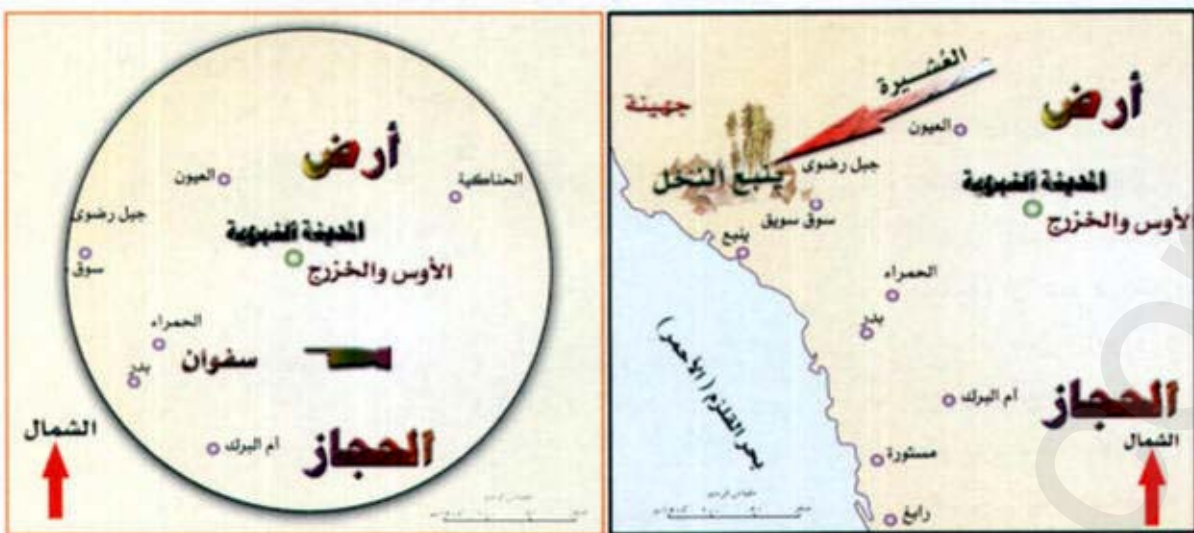 العُشيرة
أرض
جهينة
العيون
جبل رضوى
ينبع النخل
المدينة النبوية
سوق سويق
الأوس والخزرج
ينبع
الحمراء
بدر
بحر القلزم (الأحمر)
أم البرك
الحجاز
الشمال
مستورة
رابغ
أرض
العيون
الحناكية
جبل رضوى
المدينة النبوية
سوق
الأوس والخزرج
الحمراء
سفوان
بدر
الشمال
أم البرك
الحجاز